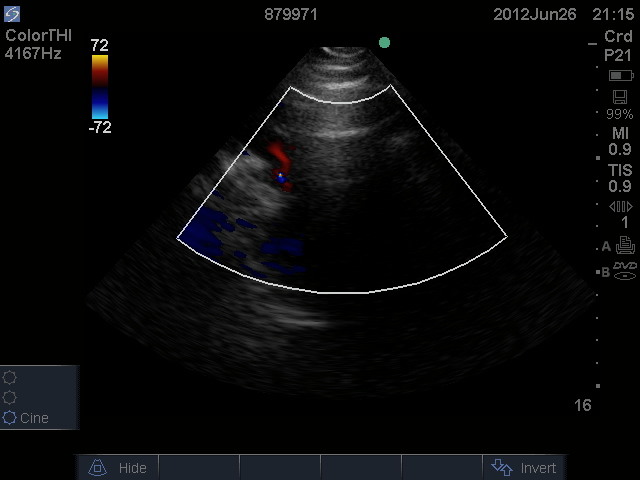 879971
2012Jun26
21:15
ColorTHI
4167Hz
72
-72
Crd
P21
99%
MI
0.9
TIS
0.9
1
A
B
DVD
16
Cine
Hide
Invert